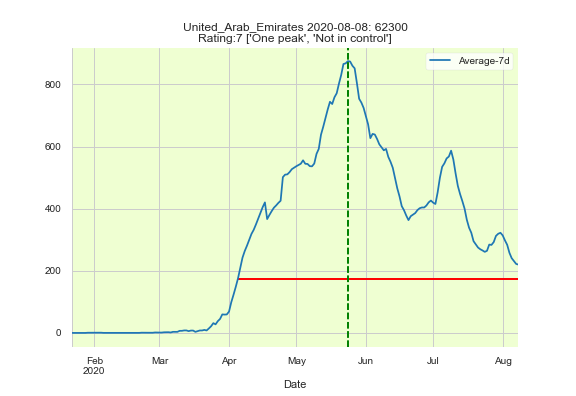 United_Arab_Emirates 2020-08-08: 62300
Rating:7 ['One peak', 'Not in control']
Average-7d
800
600
400
200
0
Feb
2020
Mar
Apr
May
Jun
Jul
Aug
Date